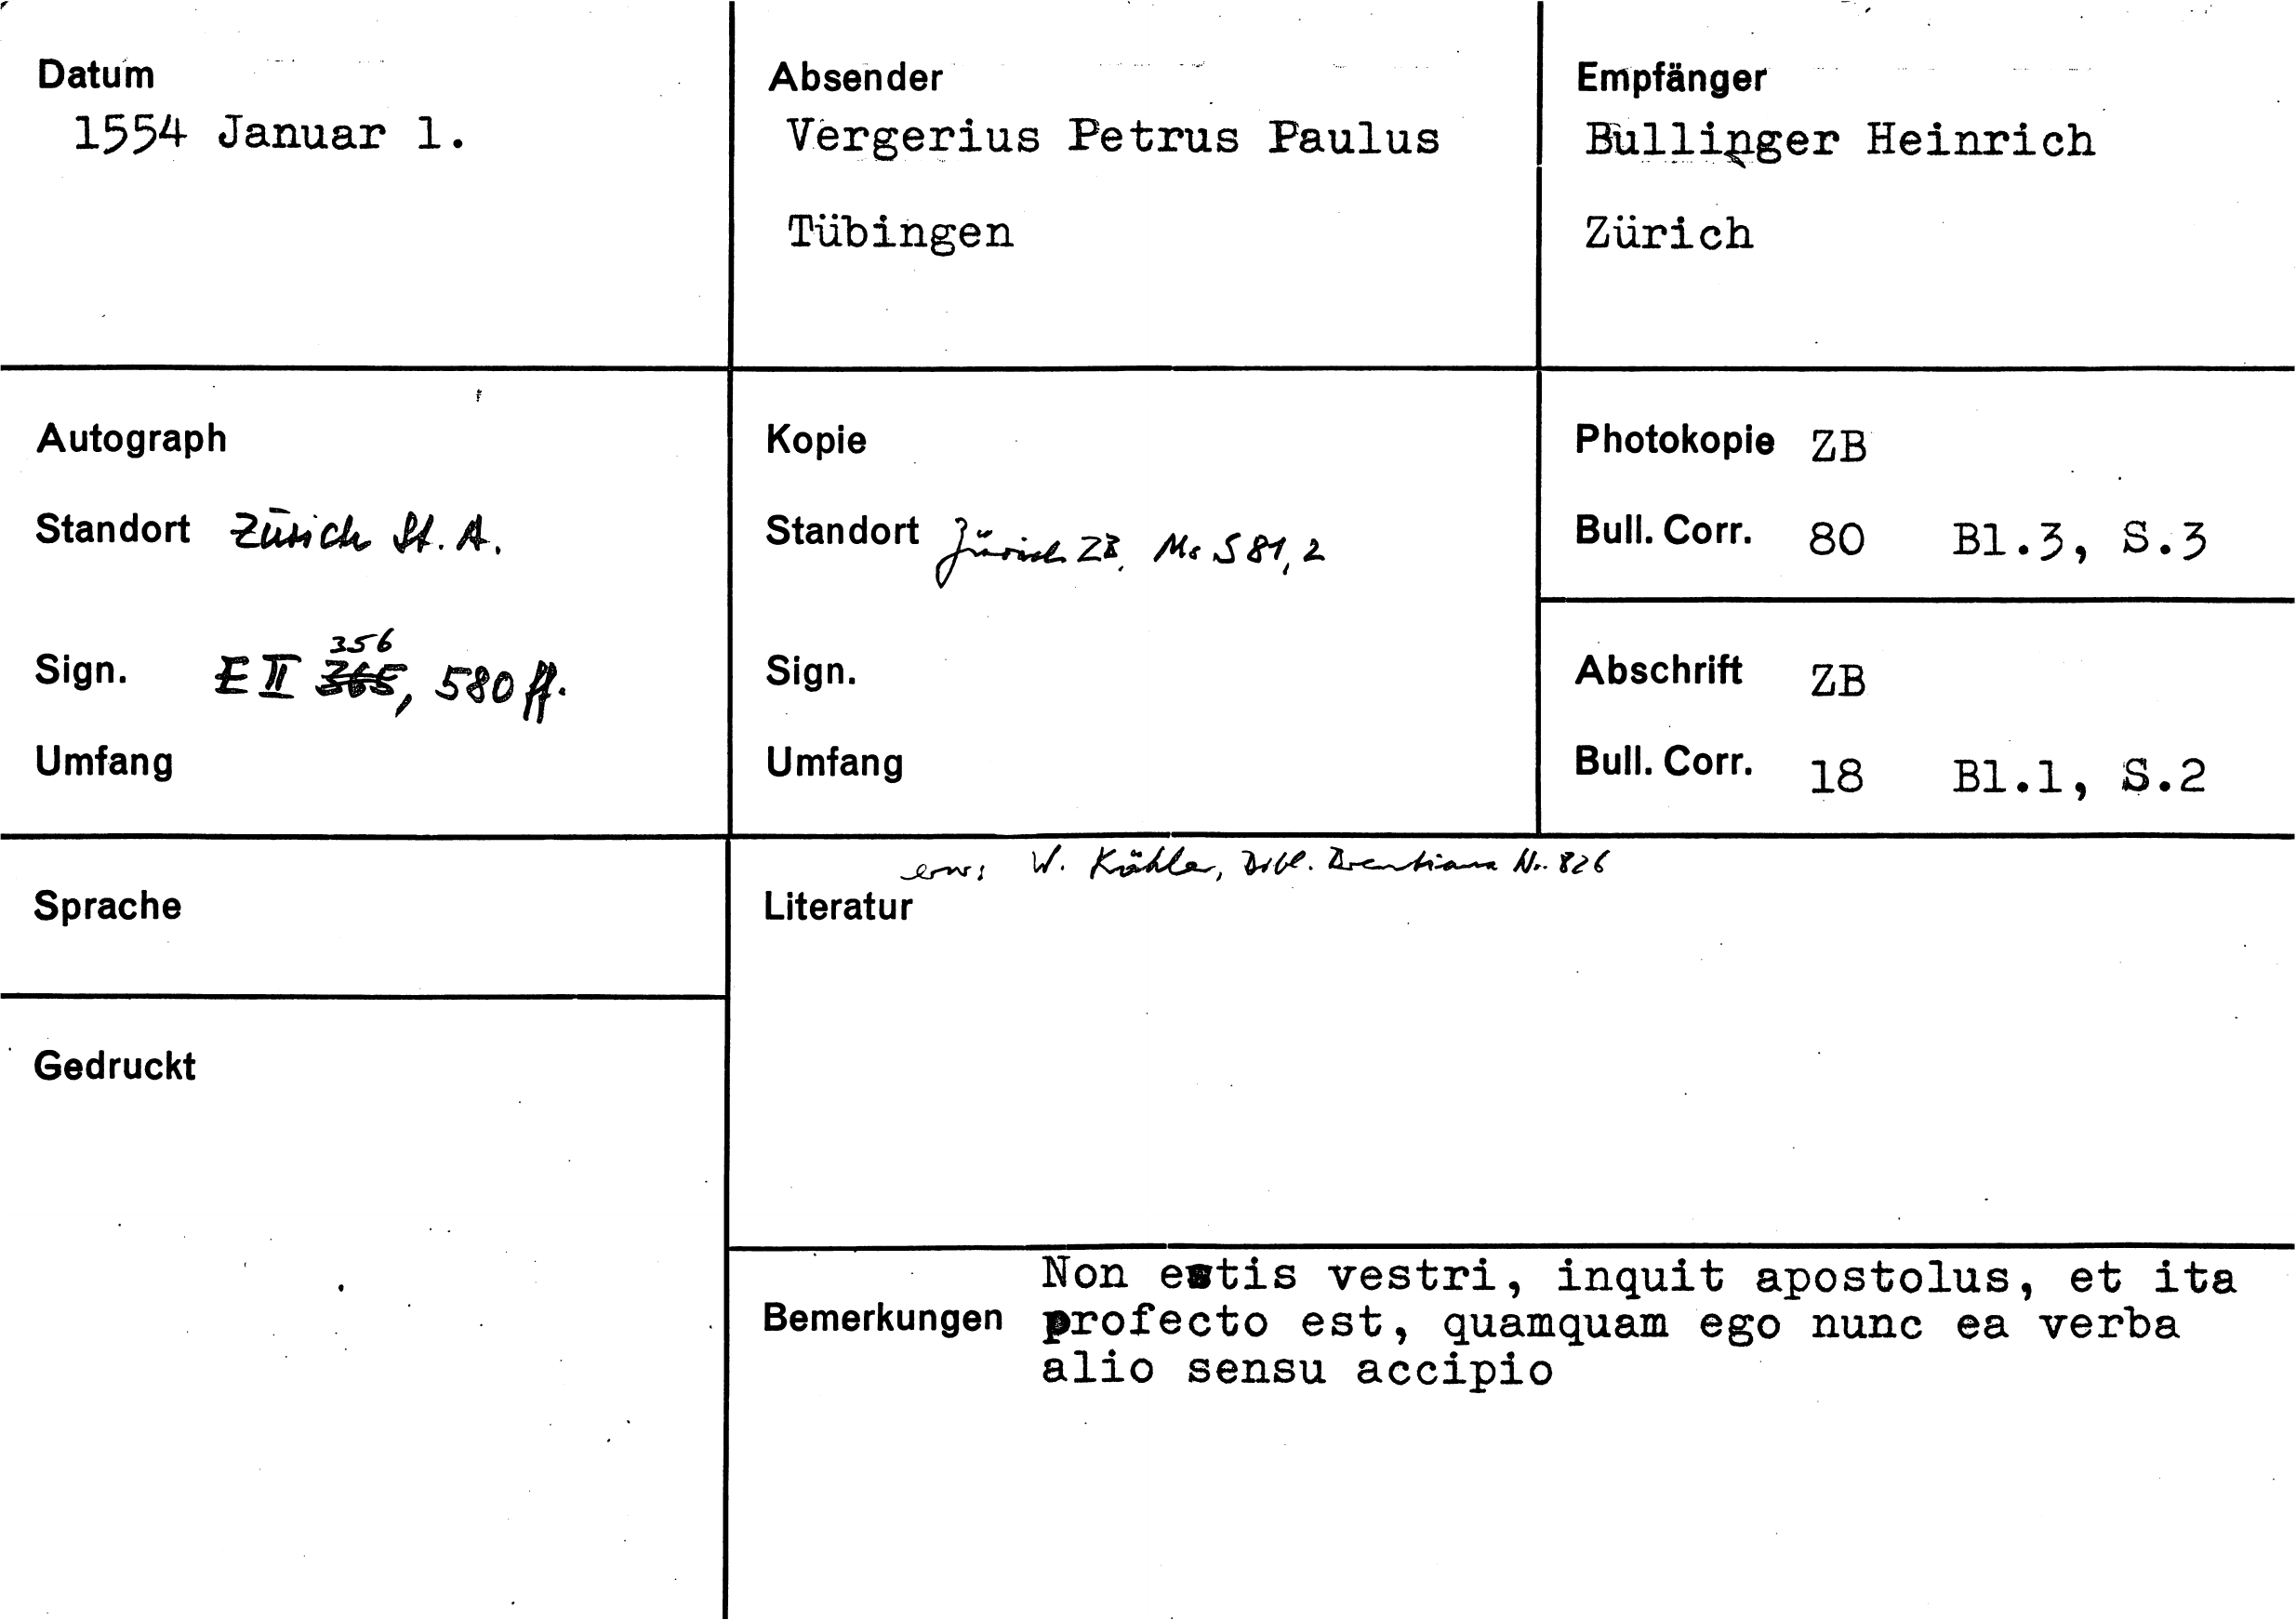 Datum
1554 Januar 1.
Absender
Vergerius Petrus Paulus
Tübingen
Empfänger
Bullinger Heinrich
Zürich
Autograph
Standort Zürich St. A.
Sign. E II 356 365, 580 ff.
Umfang
Kopie
Standort Zürich ZB, Ms S 81, 2
Sign.
Umfang
Photokopie ZB
Bull. Corr. 80 Bl.3, S.3
Abschrift ZB
Bull. Corr. 18 Bl.1, S.2
Sprache
Gedruckt
erw: W. Köhler, Bibl. Brentiana Nr. 826
Literatur
Non estis vestri, inquit apostolus, et ita
Bemerkungen profecto est, quamquam ego nunc ea verba
alio sensu accipio